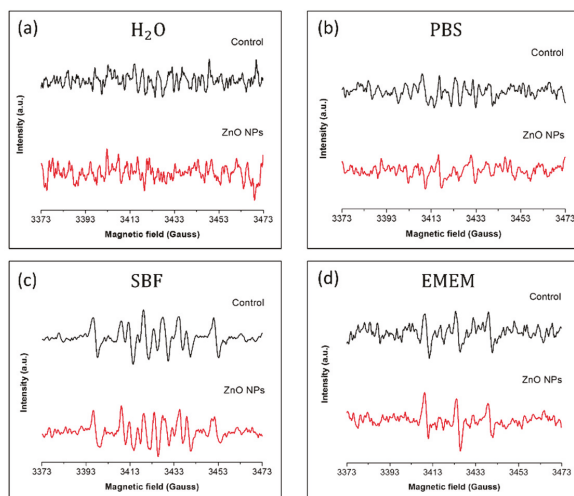 (a) H₂O
Control
ZnO NPs
Intensity (a.u.)
3373 3393 3413 3433 3453 3473
Magnetic field (Gauss)
(b) PBS
Control
ZnO NPs
Intensity (a.u.)
3373 3393 3413 3433 3453 3473
Magnetic field (Gauss)
(c) SBF
Control
ZnO NPs
Intensity (a.u.)
3373 3393 3413 3433 3453 3473
Magnetic field (Gauss)
(d) EMEM
Control
ZnO NPs
Intensity (a.u.)
3373 3393 3413 3433 3453 3473
Magnetic field (Gauss)